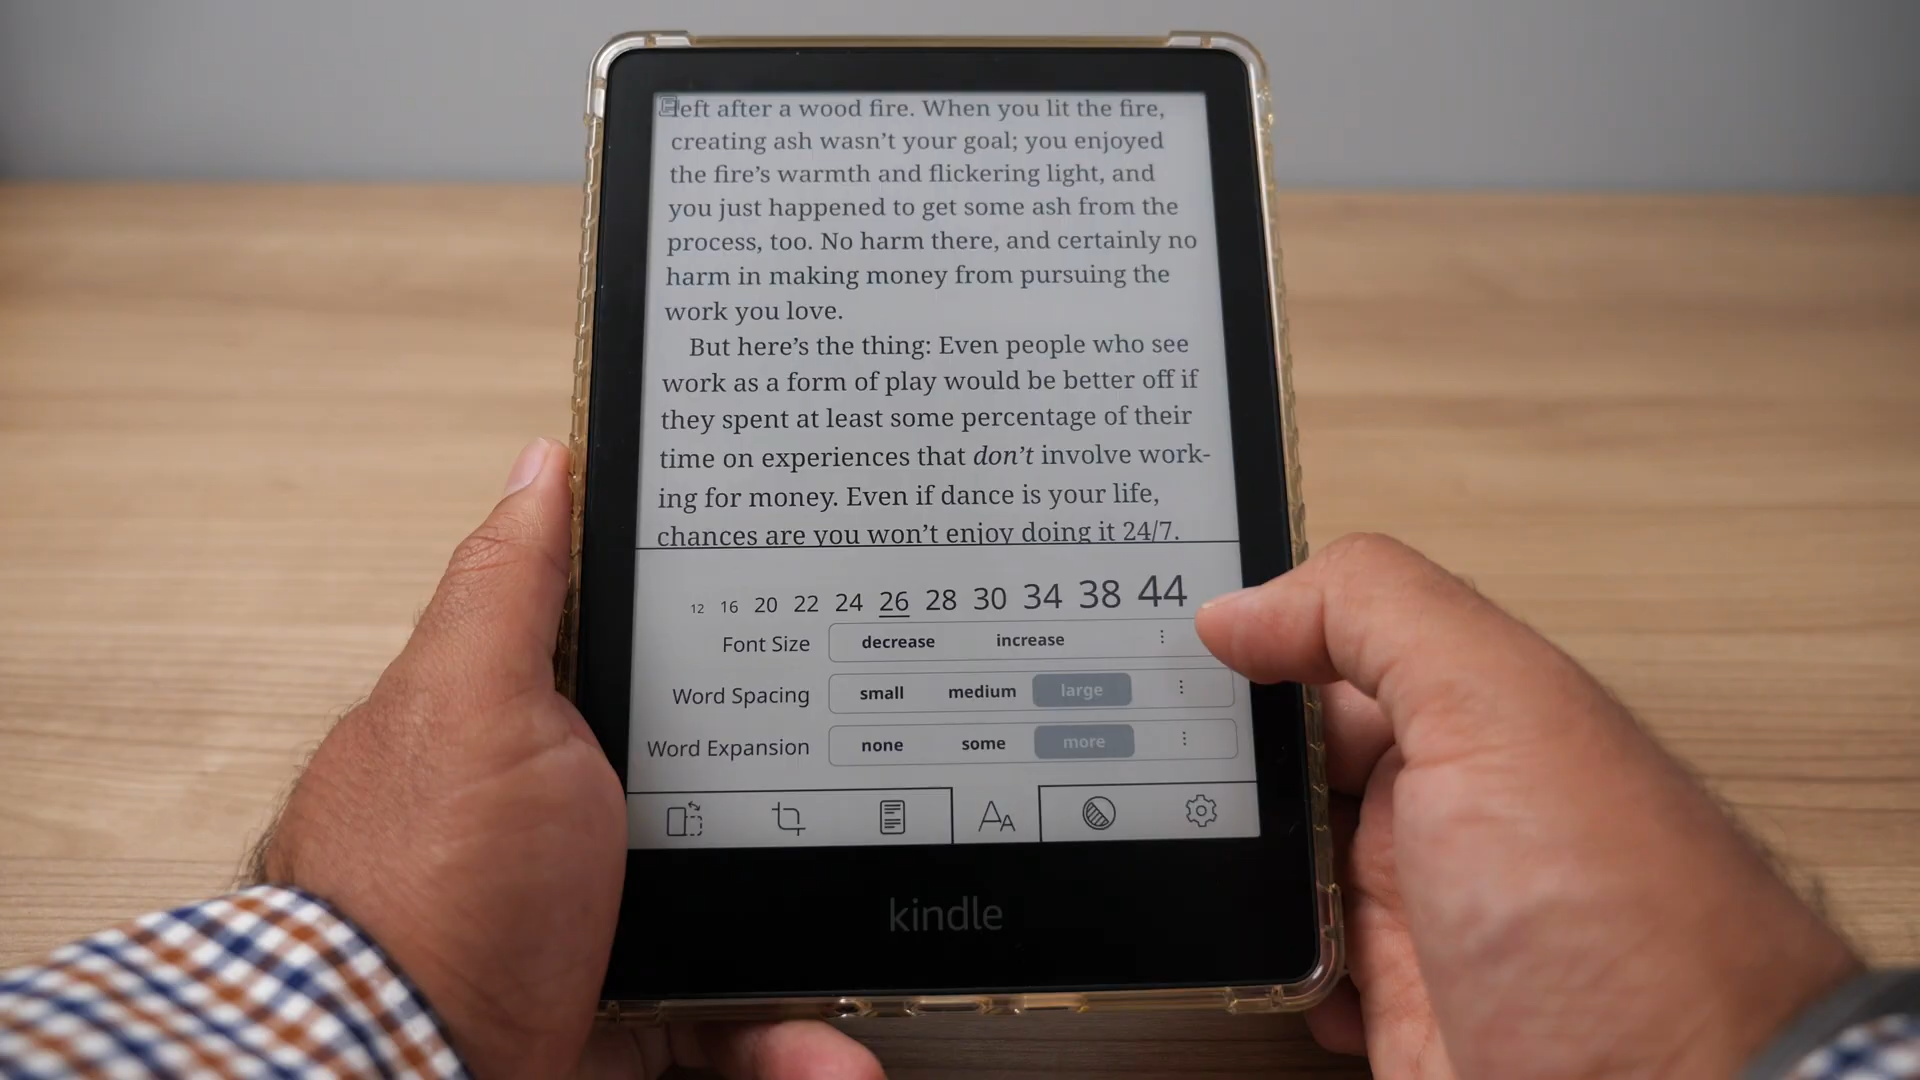 left after a wood fire. When you lit the fire,
creating ash wasn’t your goal; you enjoyed
the fire’s warmth and flickering light, and
you just happened to get some ash from the
process, too. No harm there, and certainly no
harm in making money from pursuing the
work you love.
But here’s the thing: Even people who see
work as a form of play would be better off if
they spent at least some percentage of their
time on experiences that don’t involve work-
ing for money. Even if dance is your life,
chances are you won’t enjoy doing it 24/7.
12 16 20 22 24 26 28 30 34 38 44
Font Size decrease increase
Word Spacing small medium large
Word Expansion none some more
AA
kindle